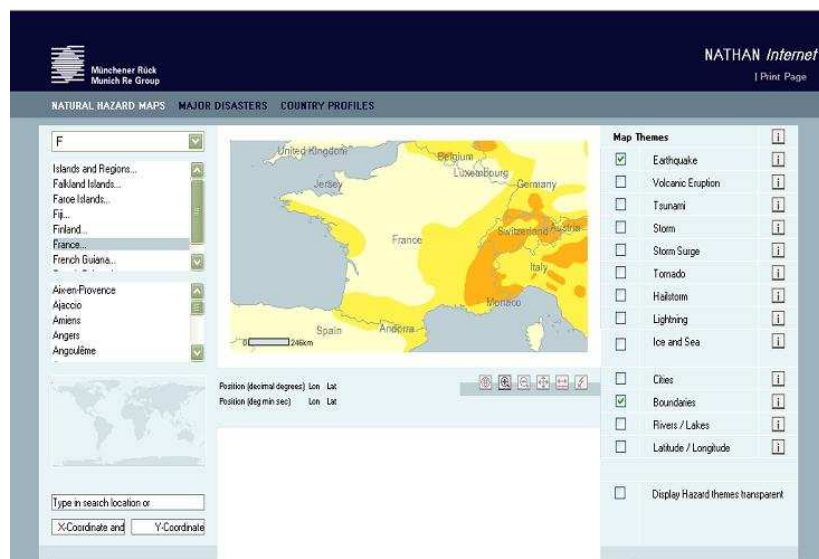 NATHAN Internet
Münchener Rück
Munich Re Group
| Print Page
NATURAL HAZARD MAPS MAJOR DISASTERS COUNTRY PROFILES
F
Islands and Regions...
Falkland Islands...
Faroe Islands...
Fiji...
Finland...
France...
French Guiana...
Aix-en-Provence
Ajaccio
Amiens
Angers
Angoulême
Type in search location or
X-Coordinate and Y-Coordinate
United Kingdom
Belgium
Luxembourg
Jersey
Germany
France
Switzerland Austria
Italy
Monaco
Spain Andorra
0 246km
Position (decimal degrees) Lon Lat
Position (deg min sec) Lon Lat
Map Themes i
Earthquake i
Volcanic Eruption i
Tsunami i
Storm i
Storm Surge i
Tornado i
Hailstorm i
Lightning i
Ice and Sea i
Cities i
Boundaries i
Rivers / Lakes i
Latitude / Longitude i
Display Hazard themes transparent